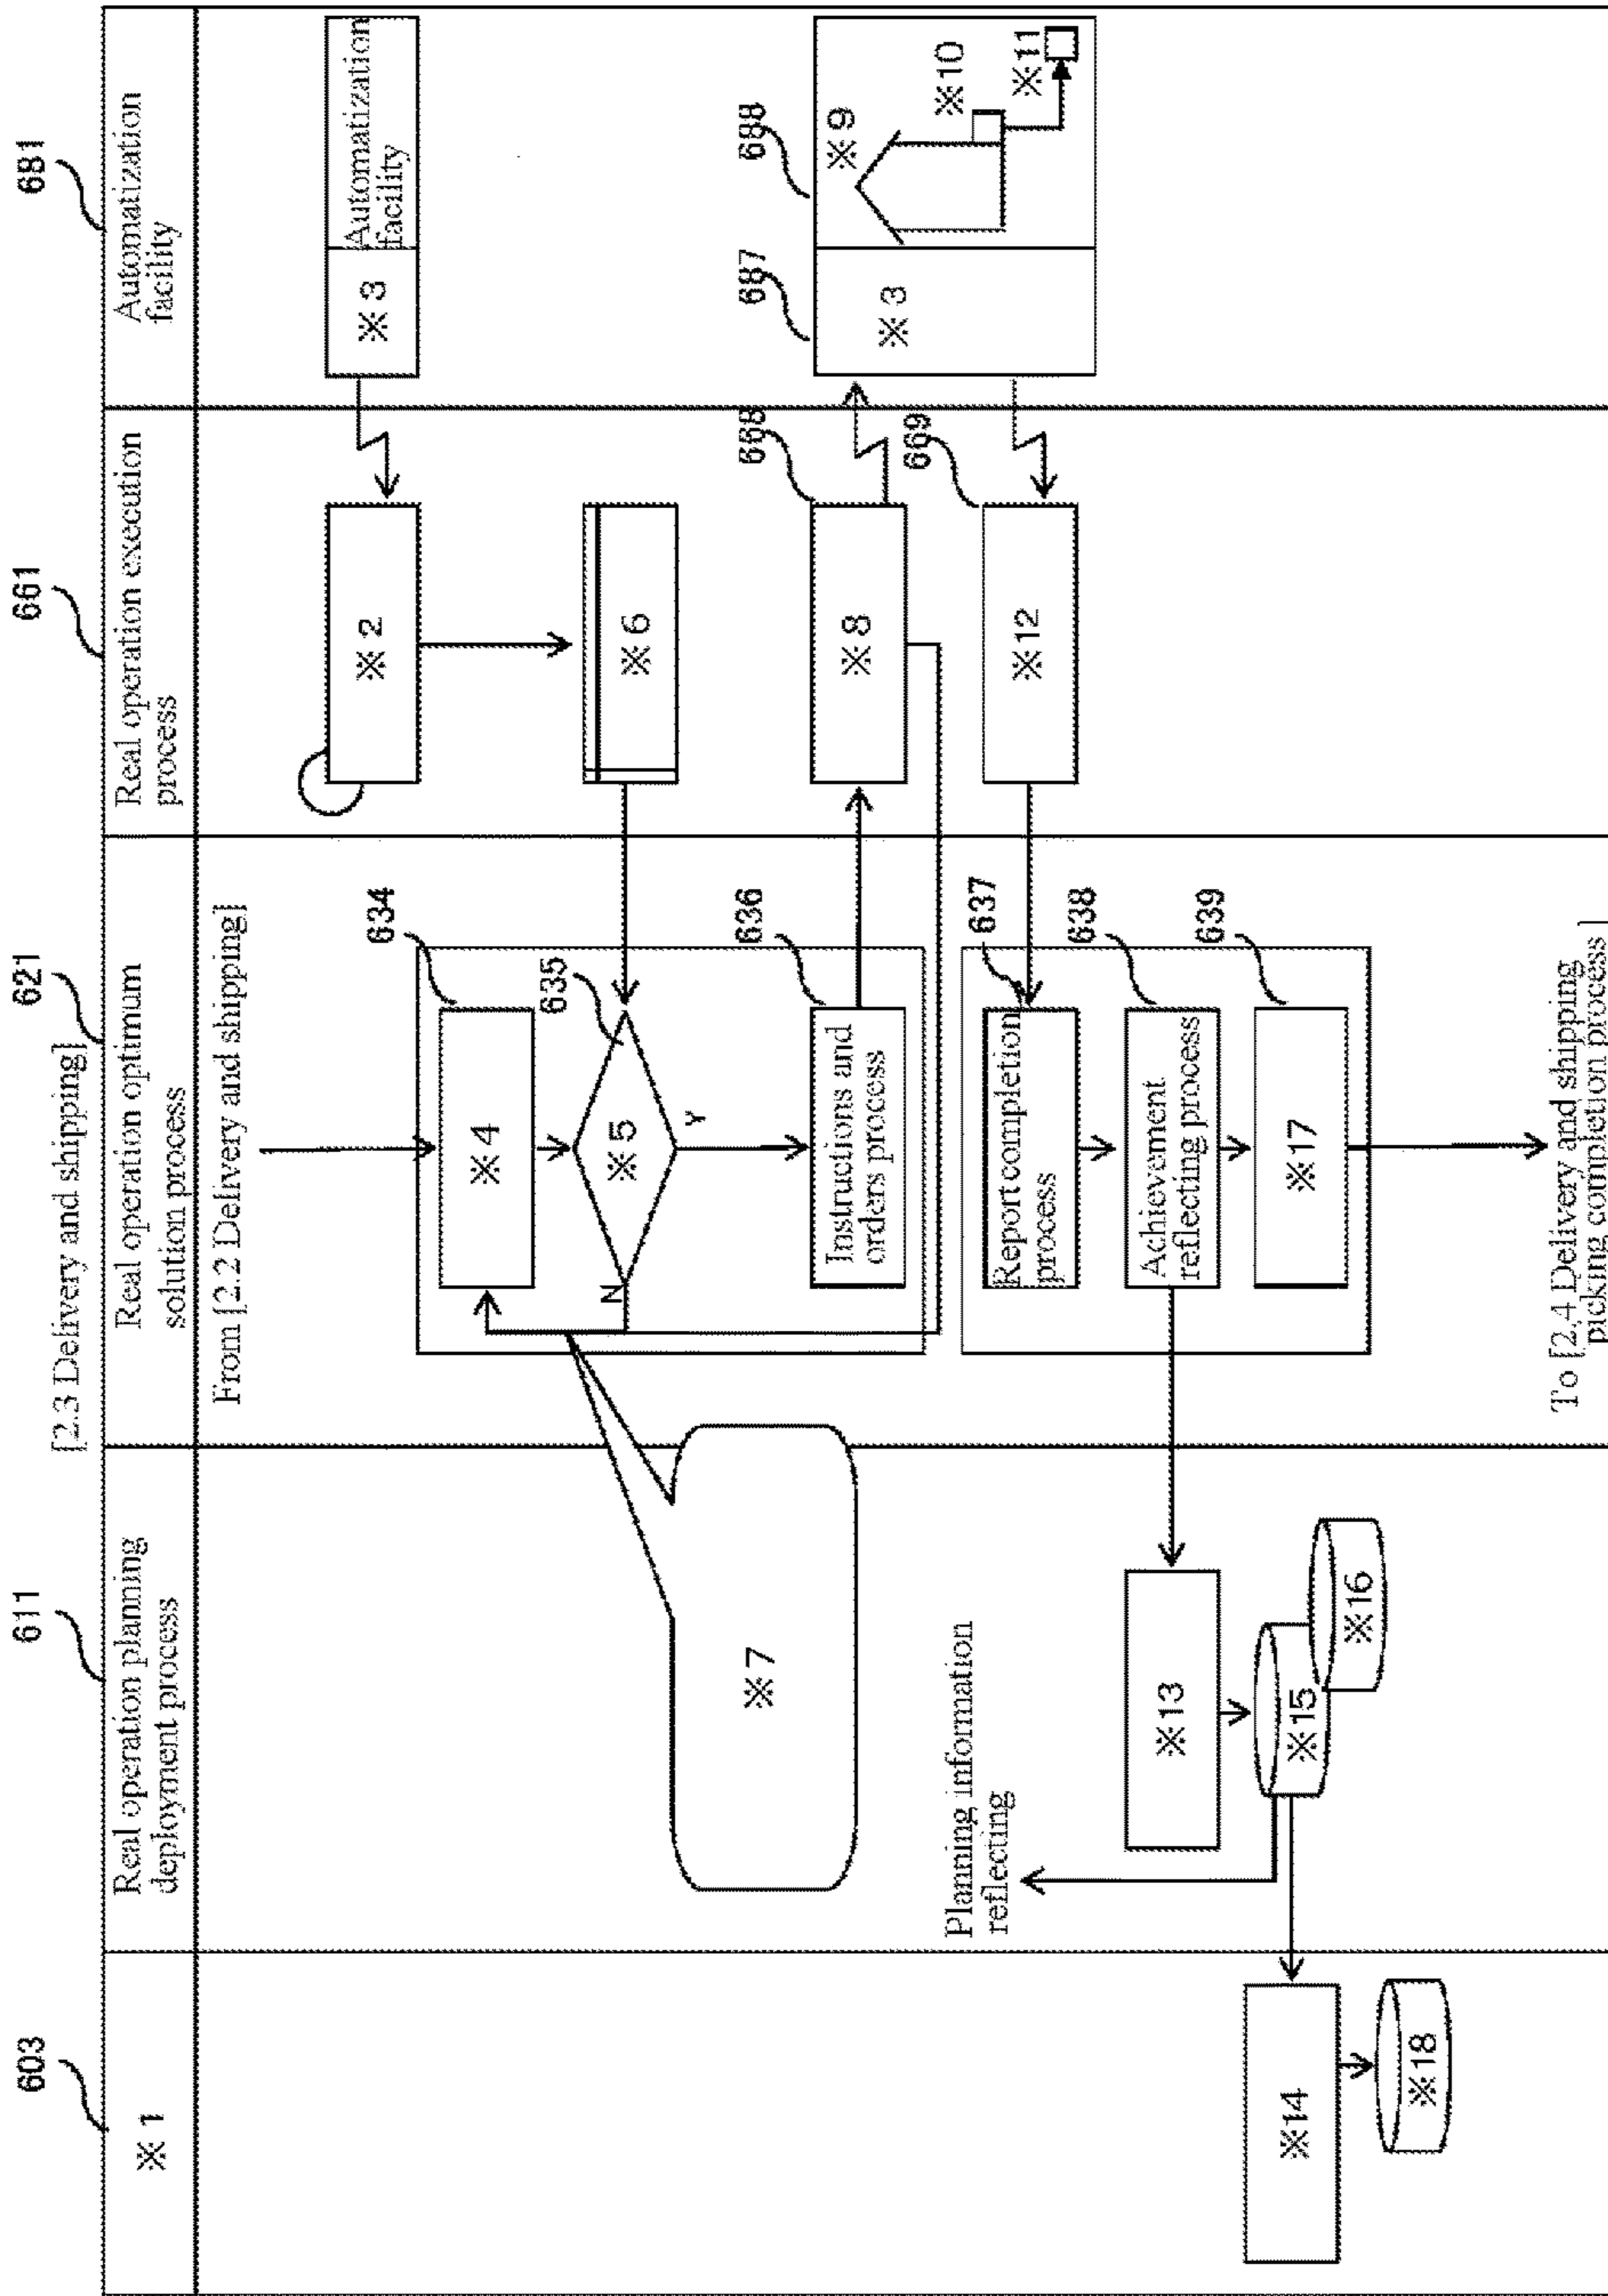 [2.3 Delivery and shipping]
603
611
621
661
681
※1
Real operation planning
deployment process
Real operation optimum
solution process
Real operation execution
process
Automatization
facility
From [2.2 Delivery and shipping]
※2
※3
Automatization
facility
634
※4
635
※5
N
Y
※6
※7
636
Instructions and
orders process
668
※8
687
688
※3
※9
※10
※11
669
※12
637
Report completion
process
638
Achievement
reflecting process
639
※17
Planning information
reflecting
※13
※15
※16
※14
※18
To [2.4 Delivery and shipping
picking completion process]